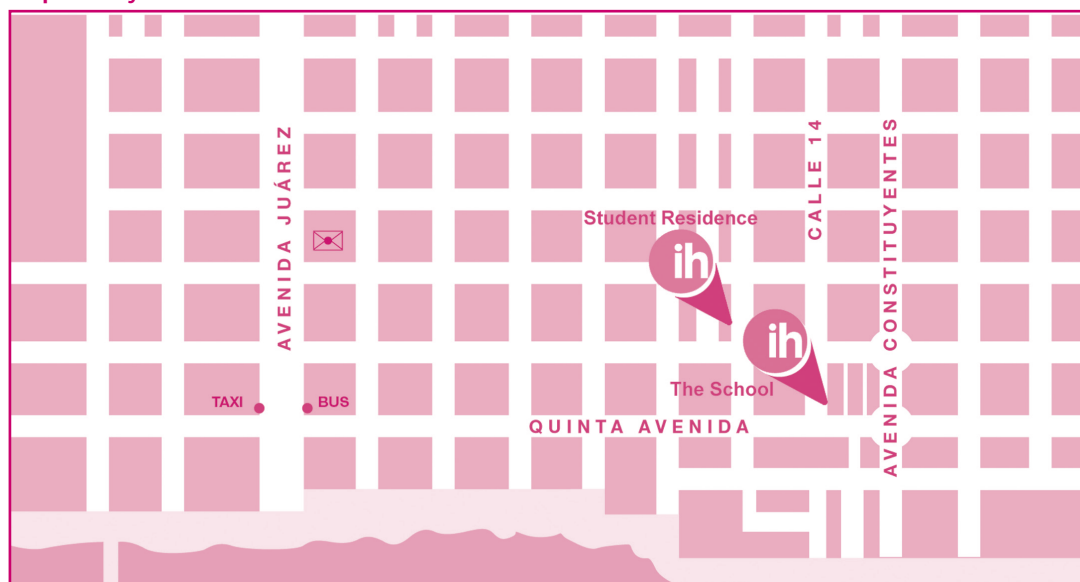 CALLE 14
AVENIDA CONSTITUYENTES
AVENIDA JUÁREZ
Student Residence
ih
ih
The School
TAXI
BUS
QUINTA AVENIDA